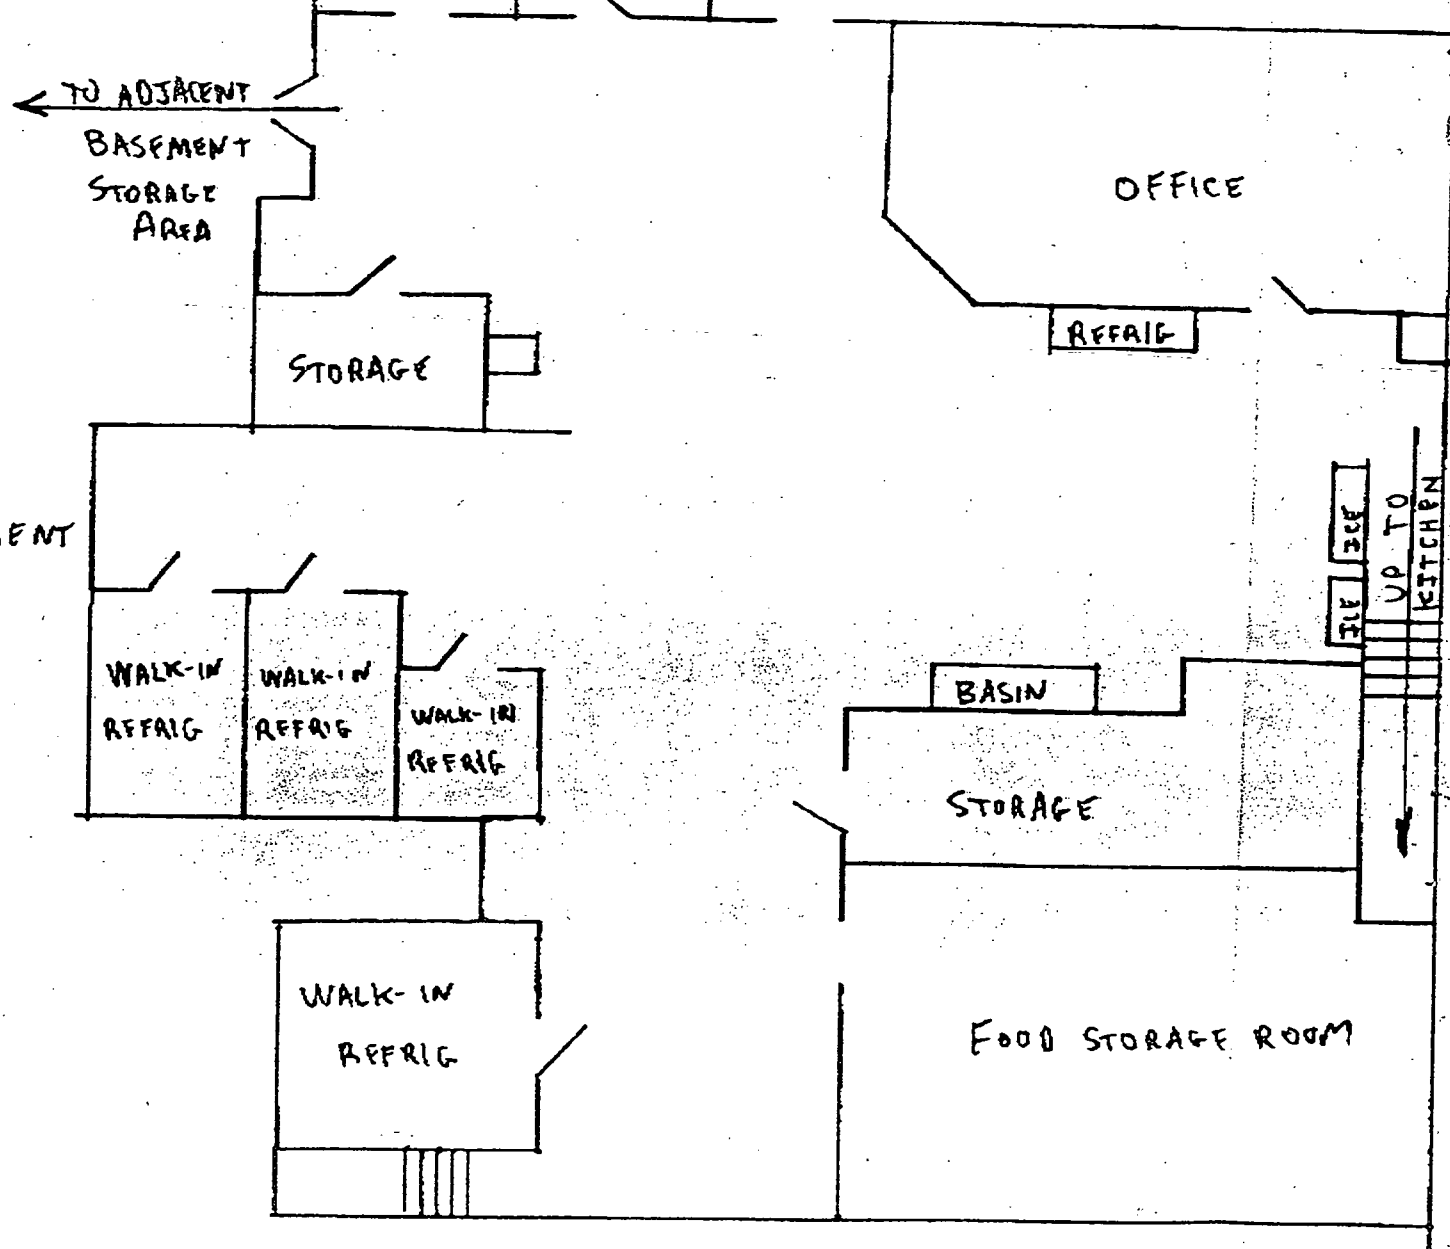 TO ADJACENT
BASEMENT
STORAGE
AREA
OFFICE
REFRIG
STORAGE
ENT
ICE
ICE
UP TO
KITCHEN
WALK-IN
REFRIG
WALK-IN
REFRIG
WALK-IN
REFRIG
BASIN
STORAGE
WALK-IN
REFRIG
FOOD STORAGE ROOM